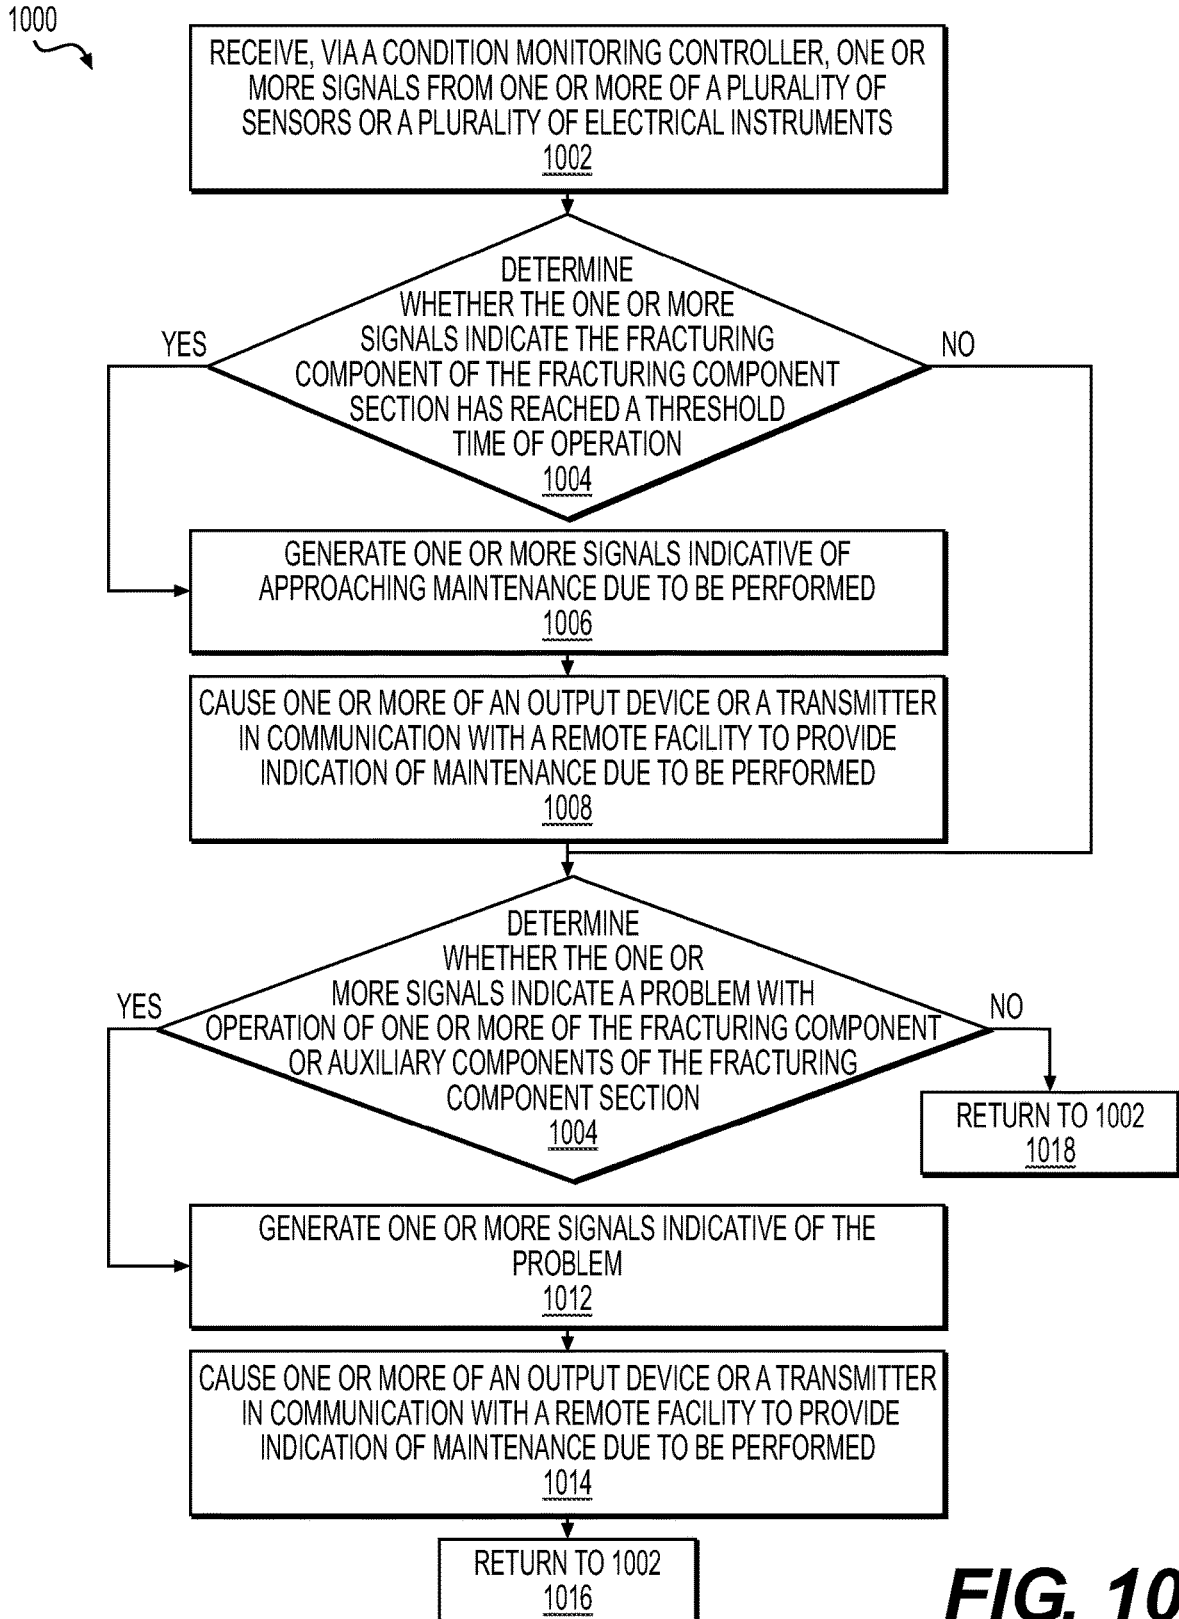 1000
RECEIVE, VIA A CONDITION MONITORING CONTROLLER, ONE OR
MORE SIGNALS FROM ONE OR MORE OF A PLURALITY OF
SENSORS OR A PLURALITY OF ELECTRICAL INSTRUMENTS
1002
DETERMINE
WHETHER THE ONE OR MORE
SIGNALS INDICATE THE FRACTURING
COMPONENT OF THE FRACTURING COMPONENT
SECTION HAS REACHED A THRESHOLD
TIME OF OPERATION
1004
YES
NO
GENERATE ONE OR MORE SIGNALS INDICATIVE OF
APPROACHING MAINTENANCE DUE TO BE PERFORMED
1006
CAUSE ONE OR MORE OF AN OUTPUT DEVICE OR A TRANSMITTER
IN COMMUNICATION WITH A REMOTE FACILITY TO PROVIDE
INDICATION OF MAINTENANCE DUE TO BE PERFORMED
1008
DETERMINE
WHETHER THE ONE OR
MORE SIGNALS INDICATE A PROBLEM WITH
OPERATION OF ONE OR MORE OF THE FRACTURING COMPONENT
OR AUXILIARY COMPONENTS OF THE FRACTURING
COMPONENT SECTION
1004
YES
NO
RETURN TO 1002
1018
GENERATE ONE OR MORE SIGNALS INDICATIVE OF THE
PROBLEM
1012
CAUSE ONE OR MORE OF AN OUTPUT DEVICE OR A TRANSMITTER
IN COMMUNICATION WITH A REMOTE FACILITY TO PROVIDE
INDICATION OF MAINTENANCE DUE TO BE PERFORMED
1014
RETURN TO 1002
1016
FIG. 10